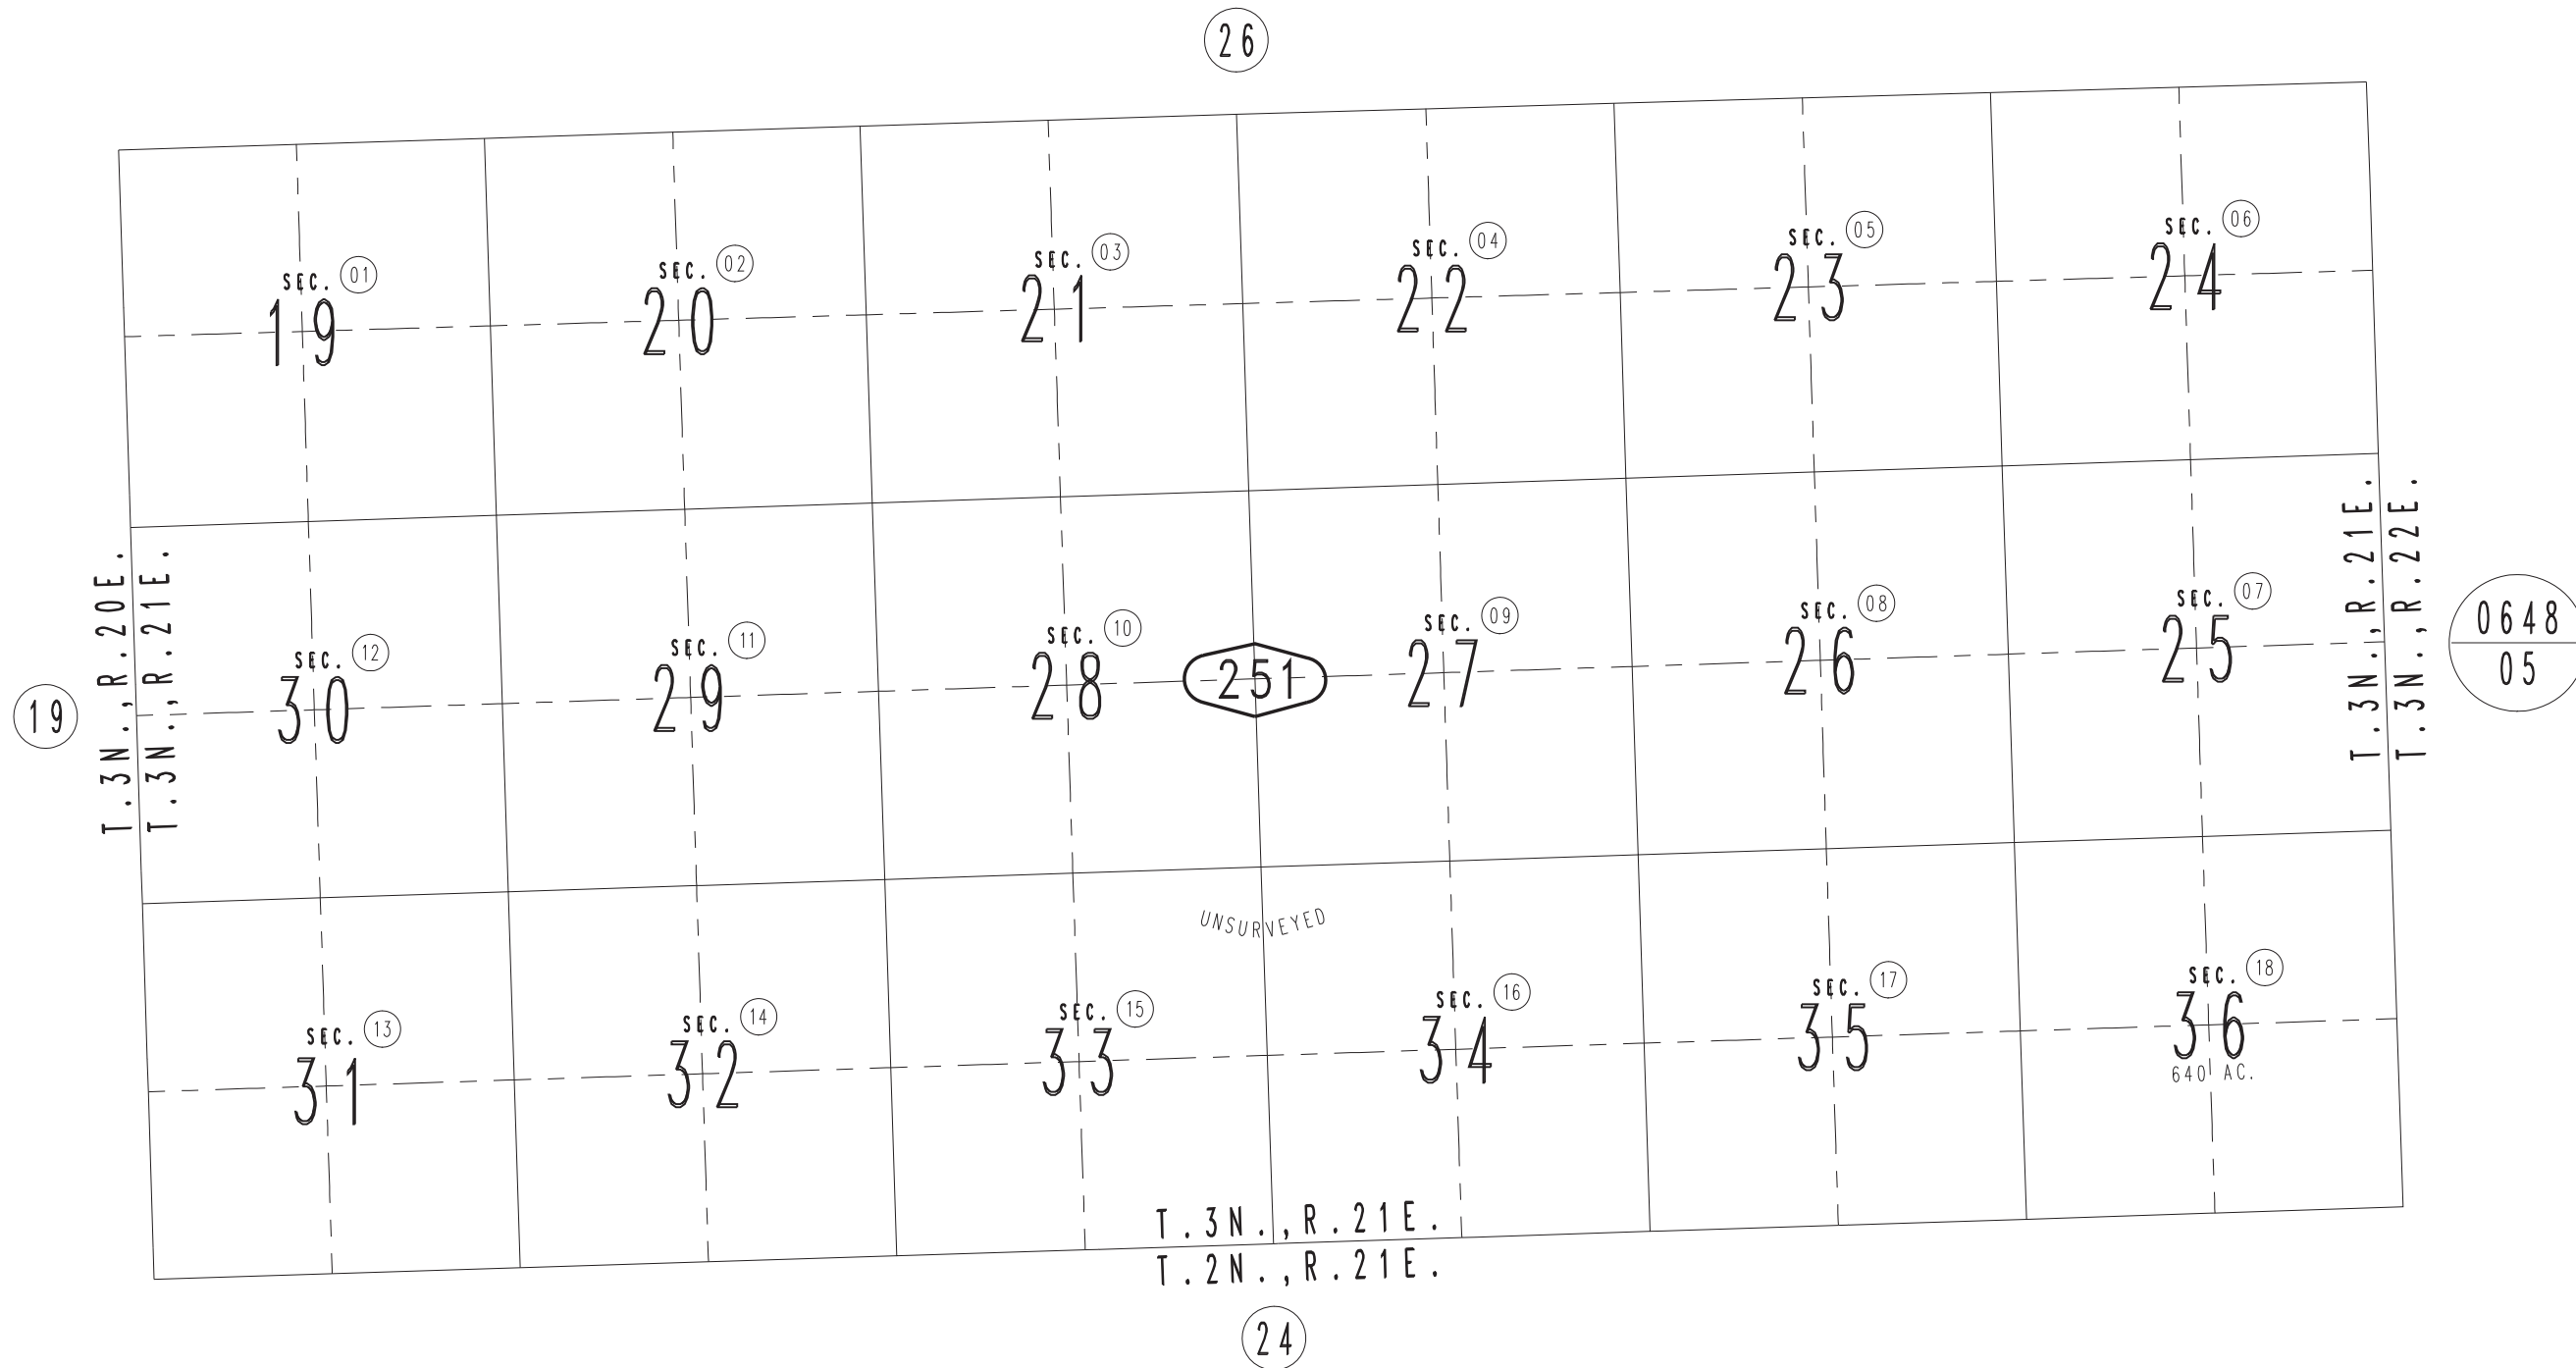 26
SEC. 01
19
SEC. 02
20
SEC. 03
21
SEC. 04
22
SEC. 05
23
SEC. 06
24
T.3N.,R.20E.
T.3N.,R.21E.
19
SEC. 12
30
SEC. 11
29
SEC. 10
28
251
SEC. 09
27
SEC. 08
26
SEC. 07
25
T.3N.,R.21E.
T.3N.,R.22E.
0648
05
UNSURVEYED
SEC. 13
31
SEC. 14
32
SEC. 15
33
SEC. 16
34
SEC. 17
35
SEC. 18
36
640 AC.
T.3N.,R.21E.
T.2N.,R.21E.
24